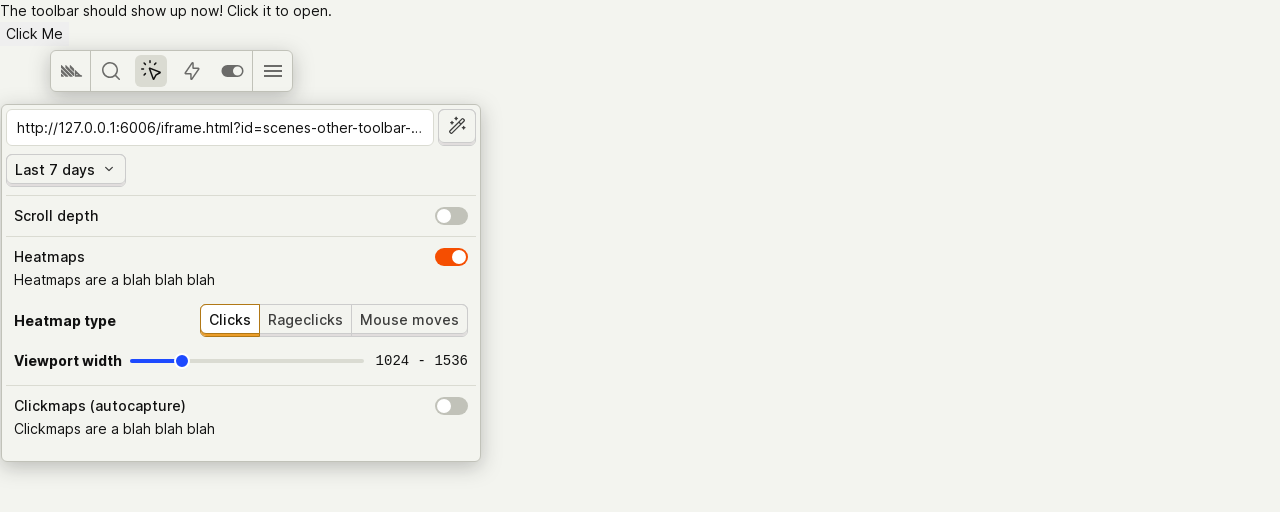 The toolbar should show up now! Click it to open.
Click Me
http://127.0.0.1:6006/iframe.html?id=scenes-other-toolbar-...
Last 7 days
Scroll depth
Heatmaps
Heatmaps are a blah blah blah
Heatmap type Clicks Rageclicks Mouse moves
Viewport width 1024 - 1536
Clickmaps (autocapture)
Clickmaps are a blah blah blah